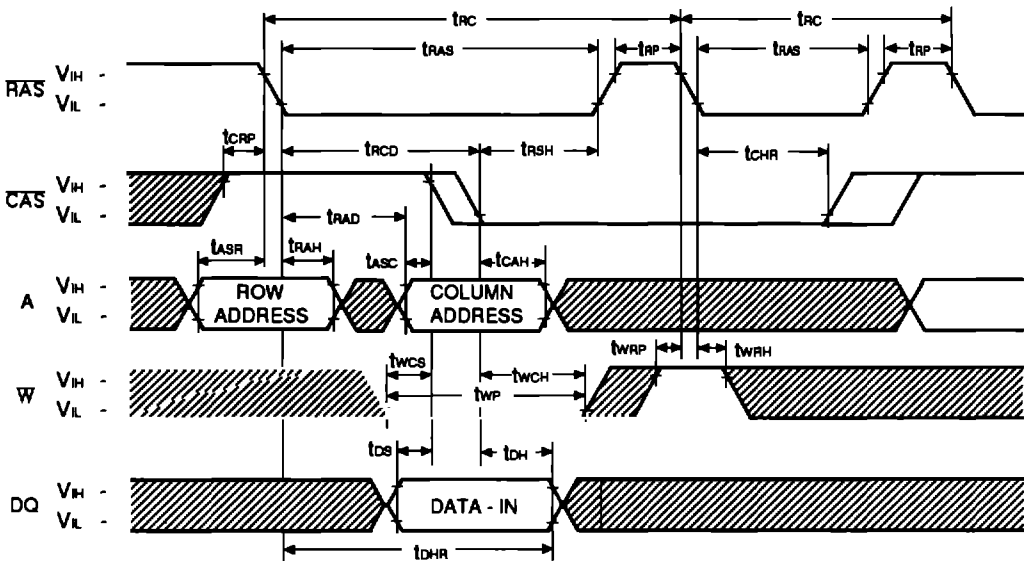 tRC tRC
tRAS tRP tRAS tRP
RAS VIH -
VIL -
tCRP tRCD tRSH tCHR
CAS VIH -
VIL -
tRAD
tASR tRAH tASC tCAH
A VIH -
VIL -
ROW ADDRESS
COLUMN ADDRESS
tWRP tWRH
tWCS tWCH
W VIH -
VIL -
tWP
tDS tDH
DQ VIH -
VIL -
DATA - IN
tDHR